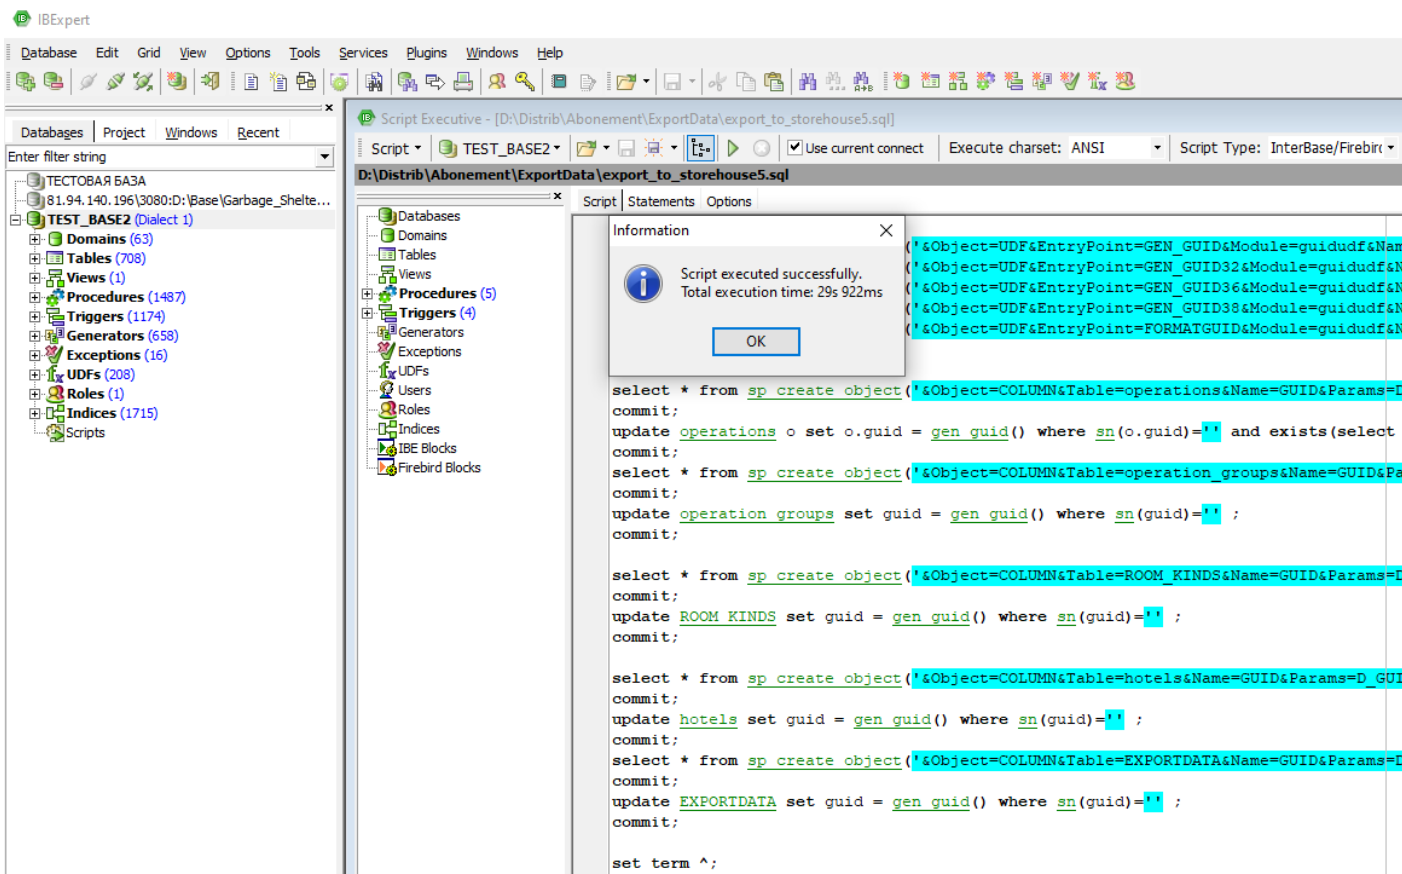 IBExpert
Database Edit Grid View Options Tools Services Plugins Windows Help
Script Executive - [D:\Distrib\Abonement\ExportData\export_to_storehouse5.sql]
Databases Project Windows Recent
Script TEST_BASE2 Use current connect Execute charset: ANSI Script Type: InterBase/Firebird
Enter filter string
D:\Distrib\Abonement\ExportData\export_to_storehouse5.sql
ТЕСТОВАЯ БАЗА
81.94.140.196\3080:D:\Base\Garbage_Shelte...
TEST_BASE2 (Dialect 1)
Domains (63)
Tables (708)
Views (1)
Procedures (1487)
Triggers (1174)
Generators (658)
Exceptions (16)
UDFs (208)
Roles (1)
Indices (1715)
Scripts
Databases
Domains
Tables
Views
Procedures (5)
Triggers (4)
Generators
Exceptions
UDFs
Users
Roles
Indices
IBE Blocks
Firebird Blocks
Script Statements Options
Information
Script executed successfully.
Total execution time: 29s 922ms
OK
('&Object=UDF&EntryPoint=GEN_GUID&Module=guidudf&Nam
('&Object=UDF&EntryPoint=GEN_GUID32&Module=guidudf&N
('&Object=UDF&EntryPoint=GEN_GUID36&Module=guidudf&N
('&Object=UDF&EntryPoint=GEN_GUID38&Module=guidudf&N
('&Object=UDF&EntryPoint=FORMATGUID&Module=guidudf&N
select * from sp_create_object('&Object=COLUMN&Table=operations&Name=GUID&Params=D
commit;
update operations o set o.guid = gen_guid() where sn(o.guid)='' and exists(select
commit;
select * from sp_create_object('&Object=COLUMN&Table=operation_groups&Name=GUID&Pa
commit;
update operation_groups set guid = gen_guid() where sn(guid)='' ;
commit;
select * from sp_create_object('&Object=COLUMN&Table=ROOM_KINDS&Name=GUID&Params=D
commit;
update ROOM_KINDS set guid = gen_guid() where sn(guid)='' ;
commit;
select * from sp_create_object('&Object=COLUMN&Table=hotels&Name=GUID&Params=D_GUI
commit;
update hotels set guid = gen_guid() where sn(guid)='' ;
commit;
select * from sp_create_object('&Object=COLUMN&Table=EXPORTDATA&Name=GUID&Params=D
commit;
update EXPORTDATA set guid = gen_guid() where sn(guid)='' ;
commit;
set term ^;